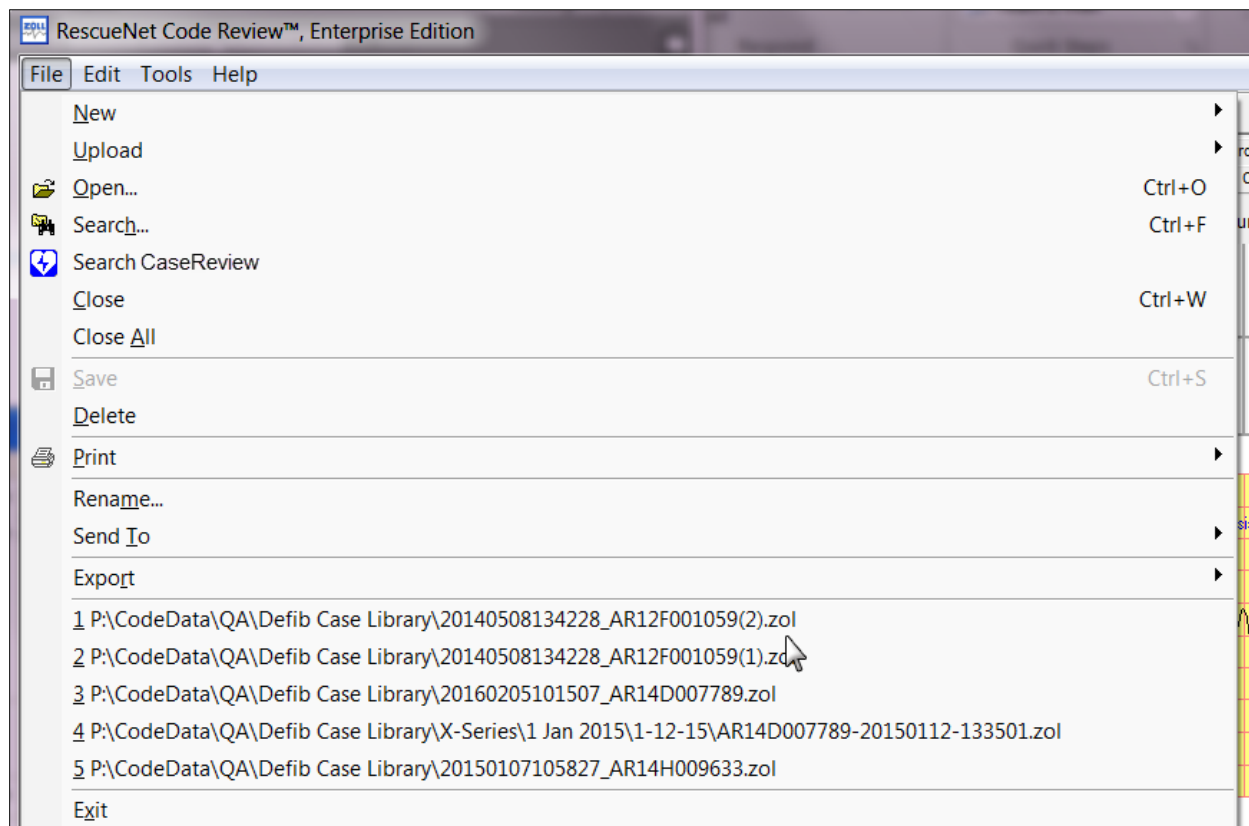 ZOLL RescueNet Code Review™, Enterprise Edition
File Edit Tools Help
New
Upload
Open... Ctrl+O
Search... Ctrl+F
Search CaseReview
Close Ctrl+W
Close All
Save Ctrl+S
Delete
Print
Rename...
Send To
Export
1 P:\CodeData\QA\Defib Case Library\20140508134228_AR12F001059(2).zol
2 P:\CodeData\QA\Defib Case Library\20140508134228_AR12F001059(1).zol
3 P:\CodeData\QA\Defib Case Library\20160205101507_AR14D007789.zol
4 P:\CodeData\QA\Defib Case Library\X-Series\1 Jan 2015\1-12-15\AR14D007789-20150112-133501.zol
5 P:\CodeData\QA\Defib Case Library\20150107105827_AR14H009633.zol
Exit